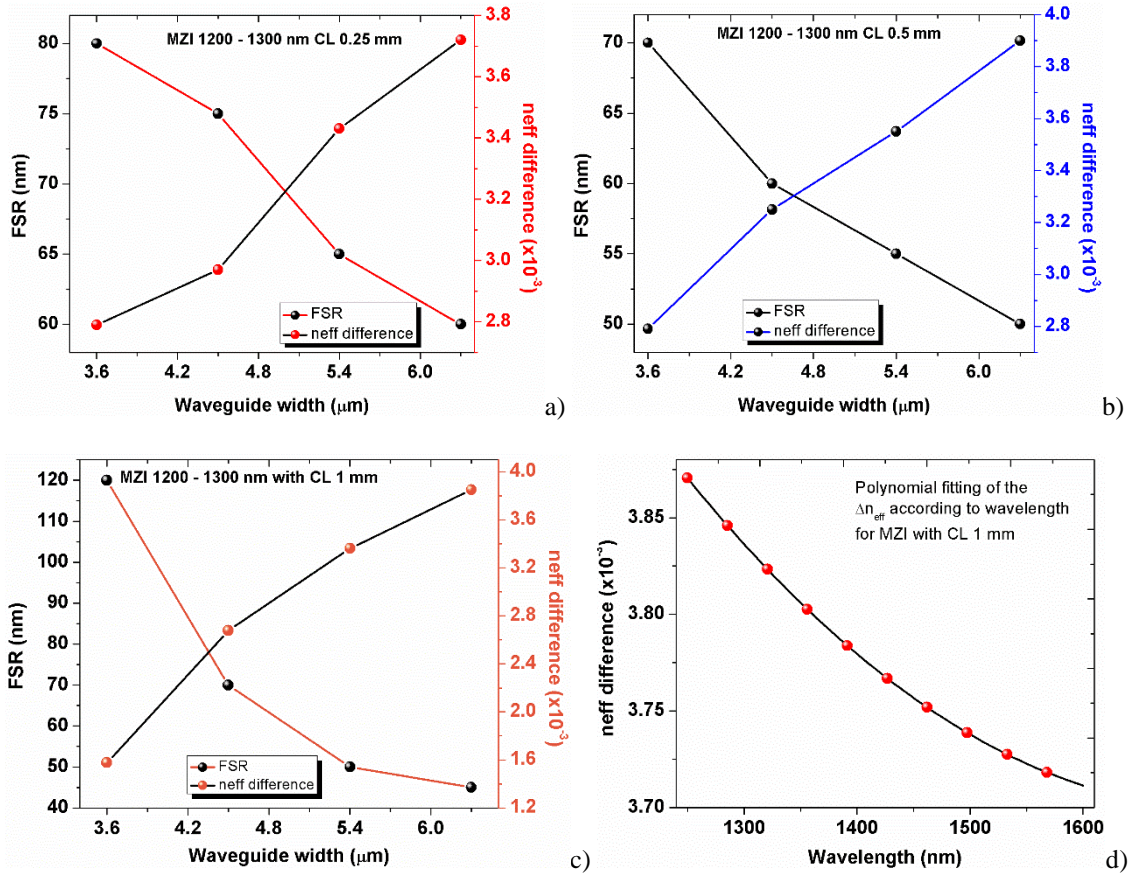 MZI 1200 - 1300 nm CL 0.25 mm
FSR (nm)
80
75
70
65
60
3.8
3.6
3.4
3.2
3.0
2.8
neff difference (x10⁻³)
FSR
neff difference
3.6 4.2 4.8 5.4 6.0
Waveguide width (μm)
a)
MZI 1200 - 1300 nm CL 0.5 mm
FSR (nm)
70
65
60
55
50
4.0
3.8
3.6
3.4
3.2
3.0
2.8
neff difference (x10⁻³)
FSR
neff difference
3.6 4.2 4.8 5.4 6.0
Waveguide width (μm)
b)
MZI 1200 - 1300 nm with CL 1 mm
FSR (nm)
120
110
100
90
80
70
60
50
40
4.0
3.6
3.2
2.8
2.4
2.0
1.6
1.2
neff difference (x10⁻³)
FSR
neff difference
3.6 4.2 4.8 5.4 6.0
Waveguide width (μm)
c)
Polynomial fitting of the
Δn_eff according to wavelength
for MZI with CL 1 mm
neff difference (x10⁻³)
3.85
3.80
3.75
3.70
1300 1400 1500 1600
Wavelength (nm)
d)